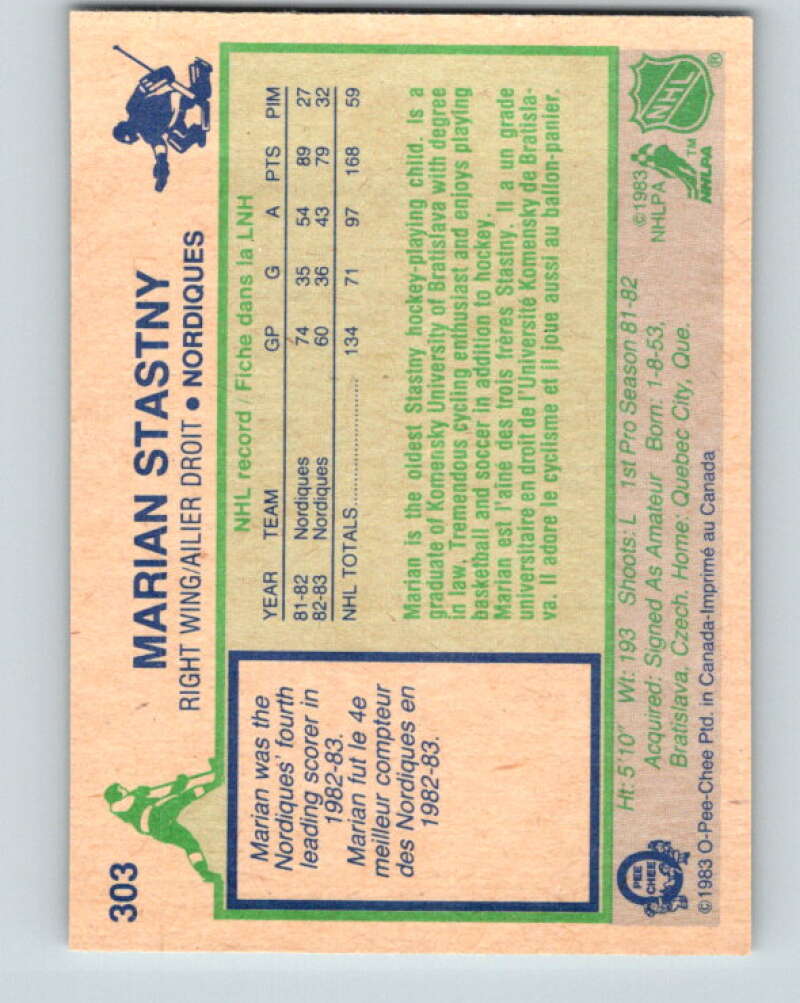 303
MARIAN STASTNY
RIGHT WING/AILIER DROIT • NORDIQUES
Marian was the
Nordiques' fourth
leading scorer in
1982-83.
Marian fut le 4e
meilleur compteur
des Nordiques en
1982-83.
NHL record / Fiche dans la LNH
YEAR TEAM GP G A PTS PIM
81-82 Nordiques 74 35 54 89 27
82-83 Nordiques 60 36 43 79 32
NHL TOTALS.................... 134 71 97 168 59
Marian is the oldest Stastny hockey-playing child. Is a
graduate of Komensky University of Bratislava with degree
in law. Tremendous cycling enthusiast and enjoys playing
basketball and soccer in addition to hockey.
Marian est l'aîné des trois frères Stastny. Il a un grade
universitaire en droit de l'Université Komensky de Bratisla-
va. Il adore le cyclisme et il joue aussi au ballon-panier.
Ht: 5'10" Wt: 193 Shoots: L 1st Pro Season 81-82
Acquired: Signed As Amateur Born: 1-8-53,
Bratislava, Czech. Home: Quebec City, Que.
©1983
NHLPA
NHLPA
TM
NHL
®
O
PEE
CHEE
© 1983 O-Pee-Chee Ptd. in Canada-Imprimé au Canada